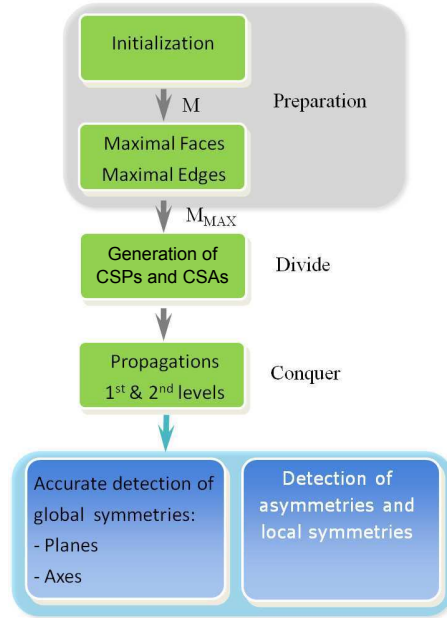 Initialization
M
Preparation
Maximal Faces
Maximal Edges
M_MAX
Generation of
CSPs and CSAs
Divide
Propagations
1st & 2nd levels
Conquer
Accurate detection of
global symmetries:
- Planes
- Axes
Detection of
asymmetries and
local symmetries